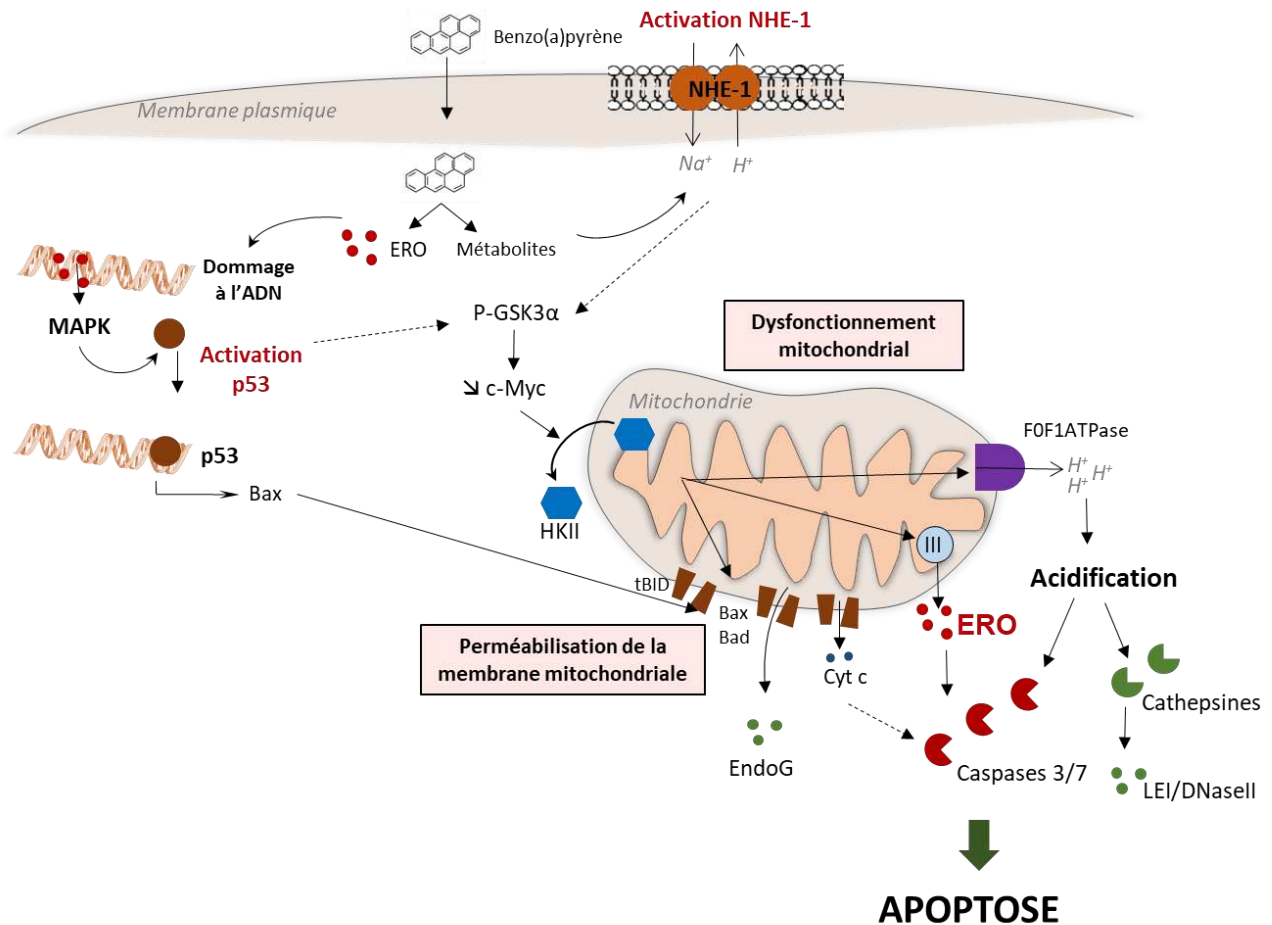 Activation NHE-1
Benzo(a)pyrène
NHE-1
Membrane plasmique
Na⁺
H⁺
ERO
Métabolites
Dommage
à l'ADN
MAPK
Activation
p53
P-GSK3α
↘ c-Myc
Dysfonctionnement
mitochondrial
Mitochondrie
F0F1ATPase
H⁺
H⁺
H⁺
p53
Bax
HKII
III
tBID
Bax
Bad
Acidification
ERO
Perméabilisation de la
membrane mitochondriale
Cyt c
Cathepsines
EndoG
Caspases 3/7
LEI/DNaseII
APOPTOSE